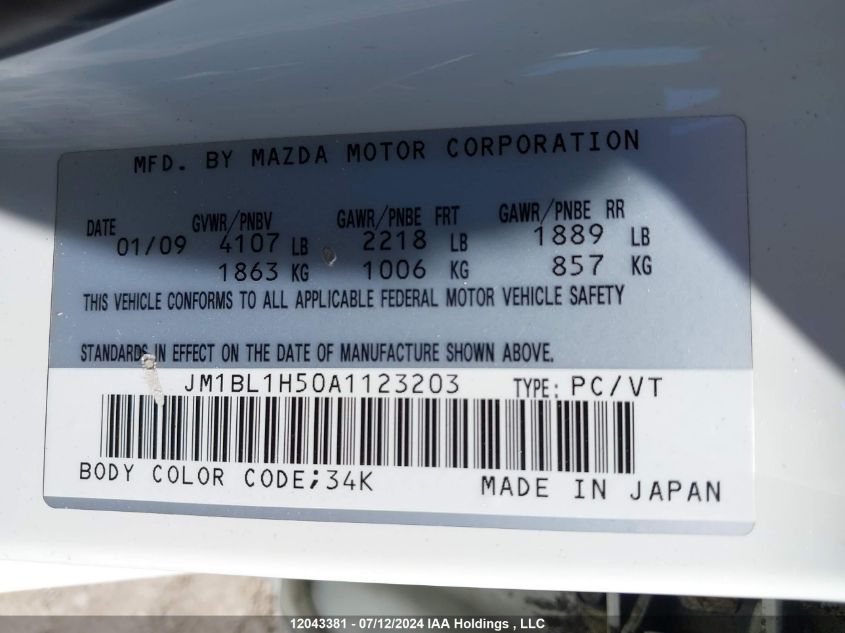 MFD. BY MAZDA MOTOR CORPORATION
DATE GVWR/PNBV GAWR/PNBE FRT GAWR/PNBE RR
01/09 4107 LB 2218 LB 1889 LB
1863 KG 1006 KG 857 KG
THIS VEHICLE CONFORMS TO ALL APPLICABLE FEDERAL MOTOR VEHICLE SAFETY
STANDARDS IN EFFECT ON THE DATE OF MANUFACTURE SHOWN ABOVE.
JM1BL1H50A1123203 TYPE: PC/VT
BODY COLOR CODE;34K MADE IN JAPAN
12043381 - 07/12/2024 IAA Holdings , LLC